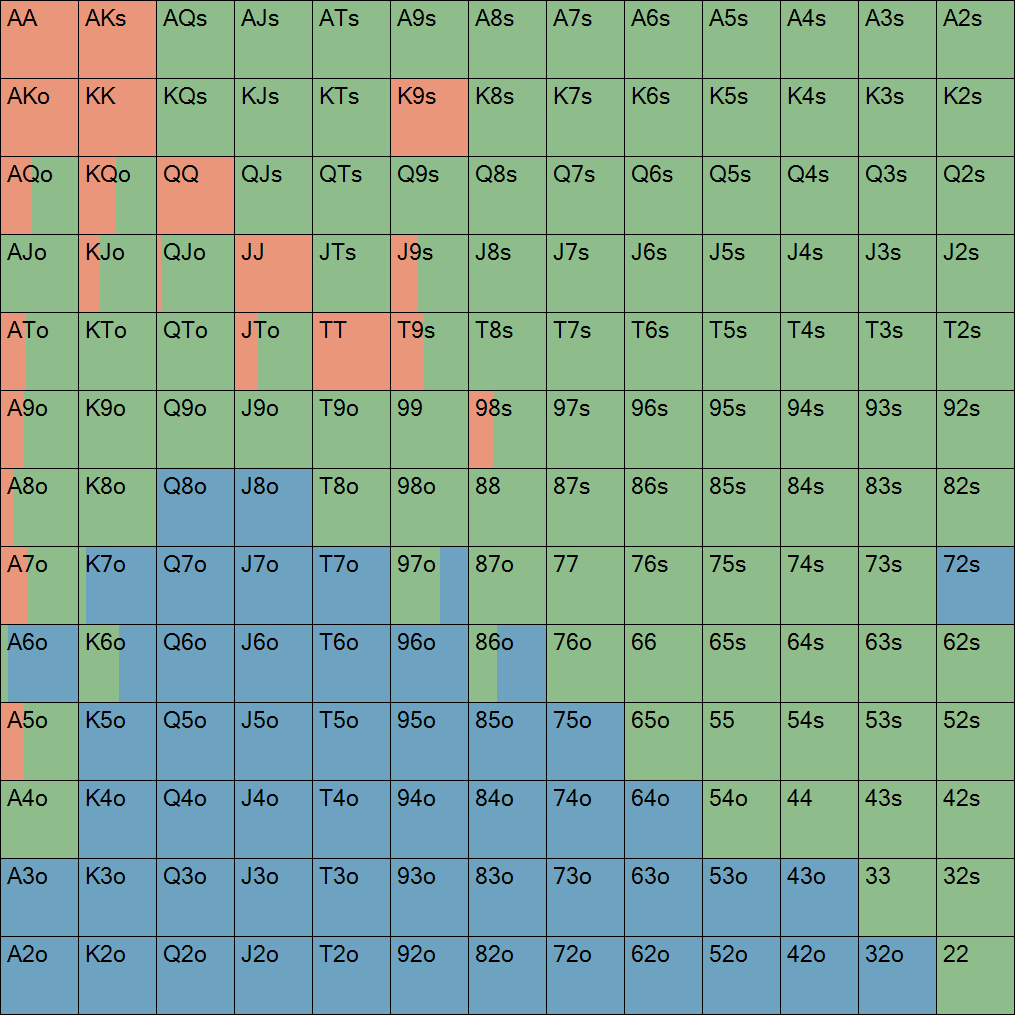 AA AKs AQs AJs ATs A9s A8s A7s A6s A5s A4s A3s A2s
AKo KK KQs KJs KTs K9s K8s K7s K6s K5s K4s K3s K2s
AQo KQo QQ QJs QTs Q9s Q8s Q7s Q6s Q5s Q4s Q3s Q2s
AJo KJo QJo JJ JTs J9s J8s J7s J6s J5s J4s J3s J2s
ATo KTo QTo JTo TT T9s T8s T7s T6s T5s T4s T3s T2s
A9o K9o Q9o J9o T9o 99 98s 97s 96s 95s 94s 93s 92s
A8o K8o Q8o J8o T8o 98o 88 87s 86s 85s 84s 83s 82s
A7o K7o Q7o J7o T7o 97o 87o 77 76s 75s 74s 73s 72s
A6o K6o Q6o J6o T6o 96o 86o 76o 66 65s 64s 63s 62s
A5o K5o Q5o J5o T5o 95o 85o 75o 65o 55 54s 53s 52s
A4o K4o Q4o J4o T4o 94o 84o 74o 64o 54o 44 43s 42s
A3o K3o Q3o J3o T3o 93o 83o 73o 63o 53o 43o 33 32s
A2o K2o Q2o J2o T2o 92o 82o 72o 62o 52o 42o 32o 22